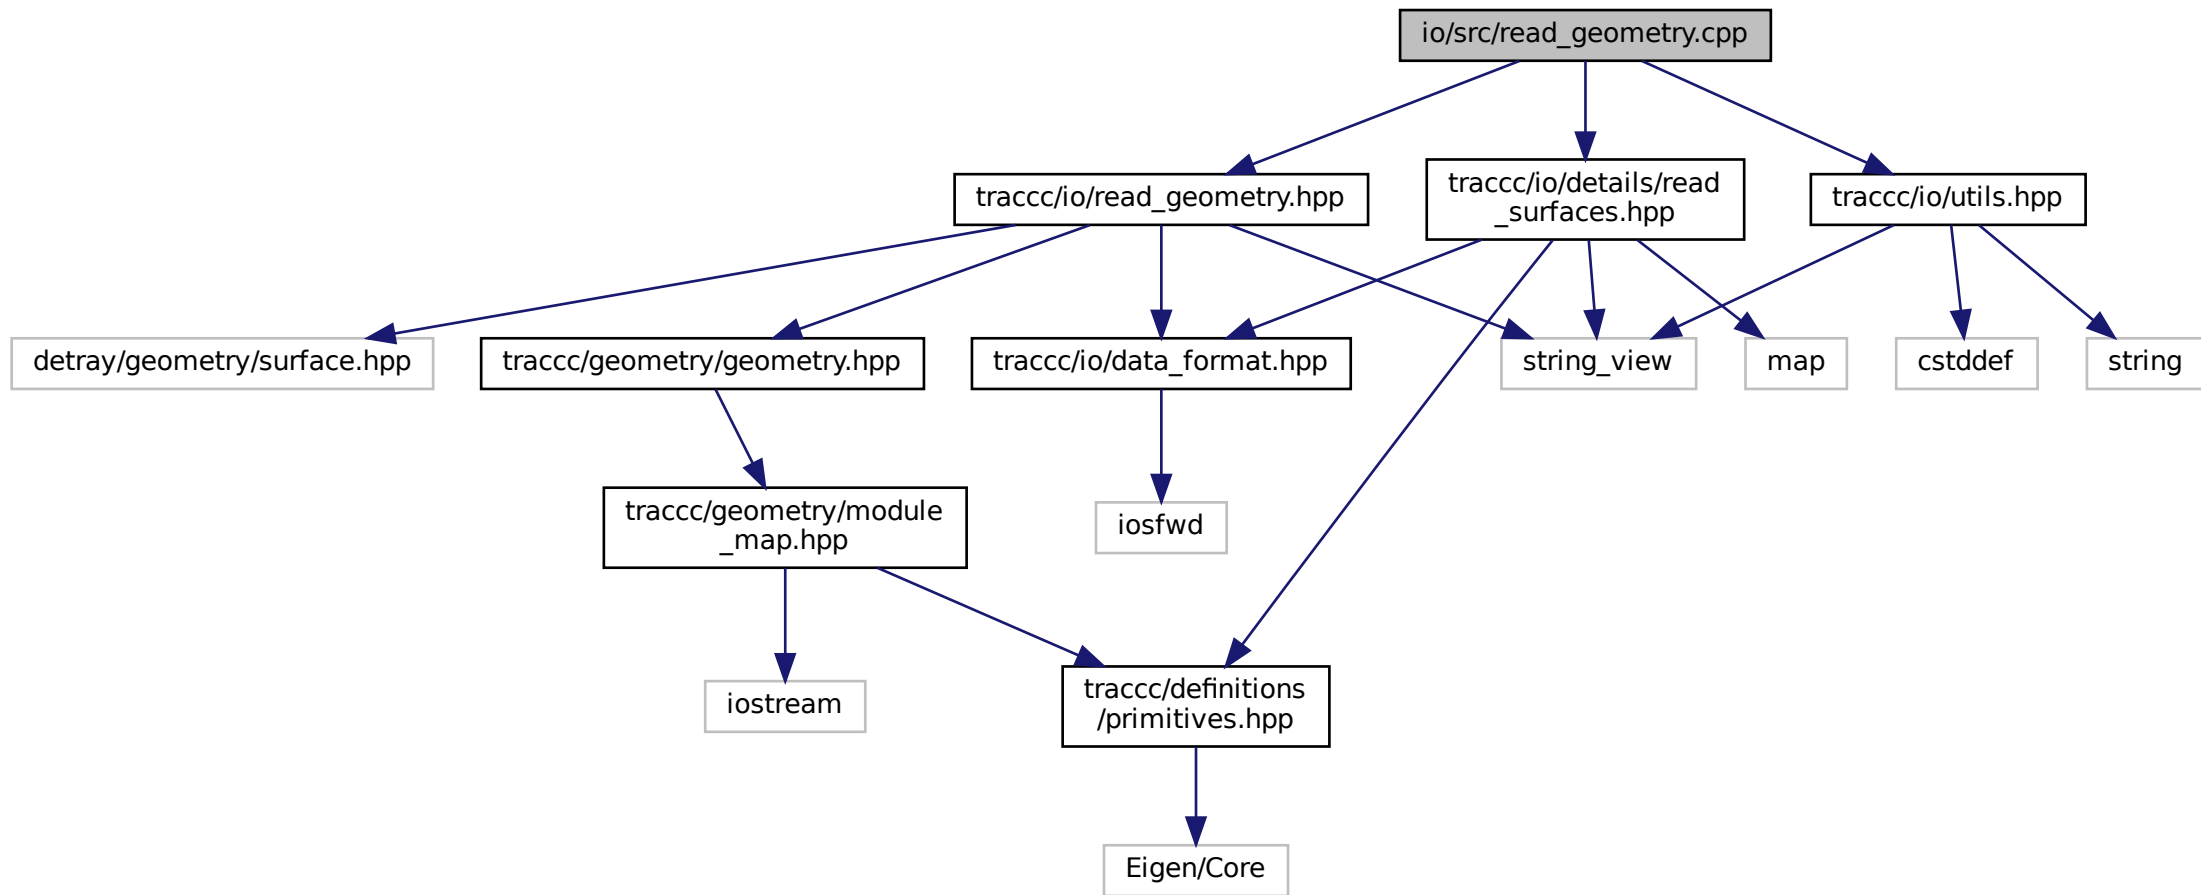 io/src/read_geometry.cpp
traccc/io/read_geometry.hpp
traccc/io/details/read
_surfaces.hpp
traccc/io/utils.hpp
detray/geometry/surface.hpp
traccc/geometry/geometry.hpp
traccc/io/data_format.hpp
string_view
map
cstddef
string
traccc/geometry/module
_map.hpp
iosfwd
iostream
traccc/definitions
/primitives.hpp
Eigen/Core